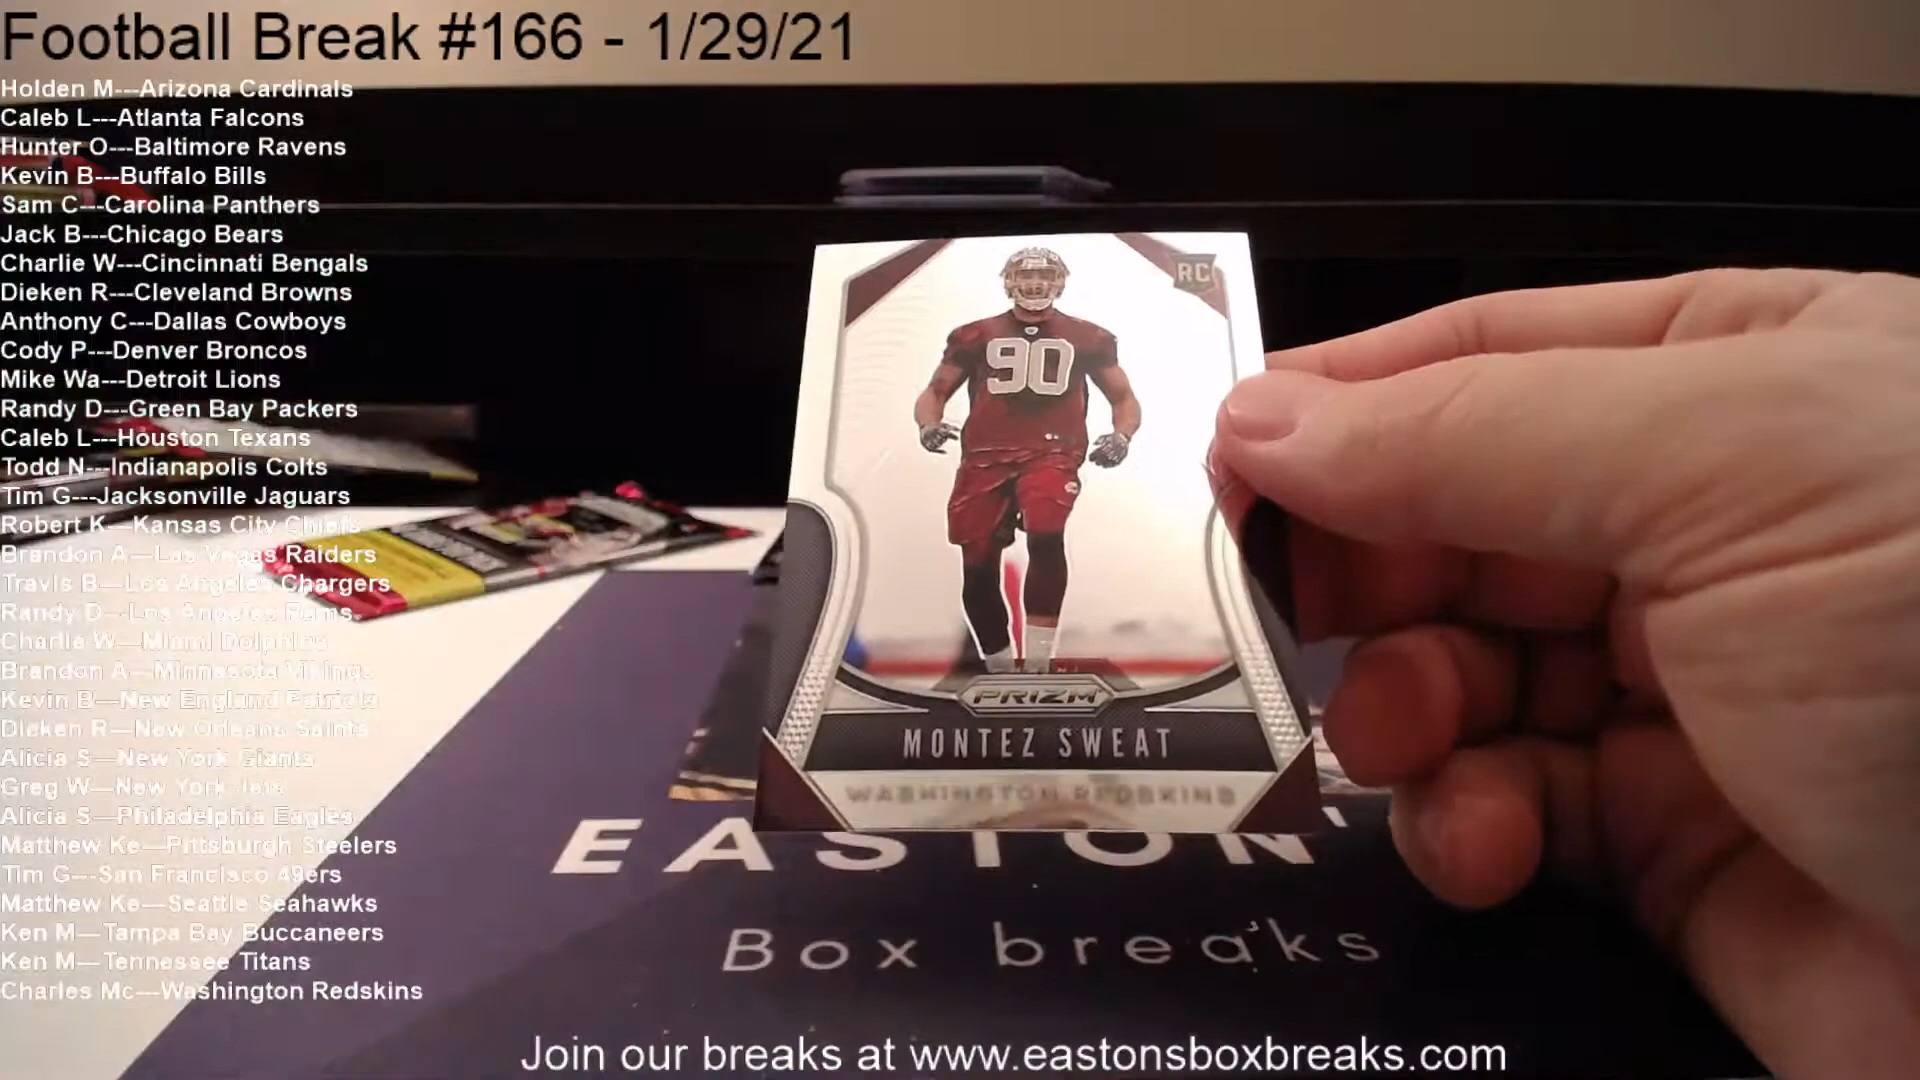 Football Break #166 - 1/29/21
Holden M---Arizona Cardinals
Caleb L---Atlanta Falcons
Hunter O---Baltimore Ravens
Kevin B---Buffalo Bills
Sam C---Carolina Panthers
Jack B---Chicago Bears
Charlie W---Cincinnati Bengals
Dieken R---Cleveland Browns
Anthony C---Dallas Cowboys
Cody P---Denver Broncos
Mike Wa---Detroit Lions
Randy D---Green Bay Packers
Caleb L---Houston Texans
Todd N---Indianapolis Colts
Tim G---Jacksonville Jaguars
Robert K---Kansas City Chiefs
Brandon A---Las Vegas Raiders
Travis B---Los Angeles Chargers
Randy D---Los Angeles Rams
Charlie W---Miami Dolphins
Brandon A---Minnesota Vikings
Kevin B---New England Patriots
Dieken R---New Orleans Saints
Alicia S---New York Giants
Greg W---New York Jets
Alicia S---Philadelphia Eagles
Matthew Ke---Pittsburgh Steelers
Tim G---San Francisco 49ers
Matthew Ke---Seattle Seahawks
Ken M---Tampa Bay Buccaneers
Ken M---Tennessee Titans
Charles Mc---Washington Redskins
RC
90
PRIZM
MONTEZ SWEAT
WASHINGTON REDSKINS
EASTON'
Box breaks
Join our breaks at www.eastonsboxbreaks.com